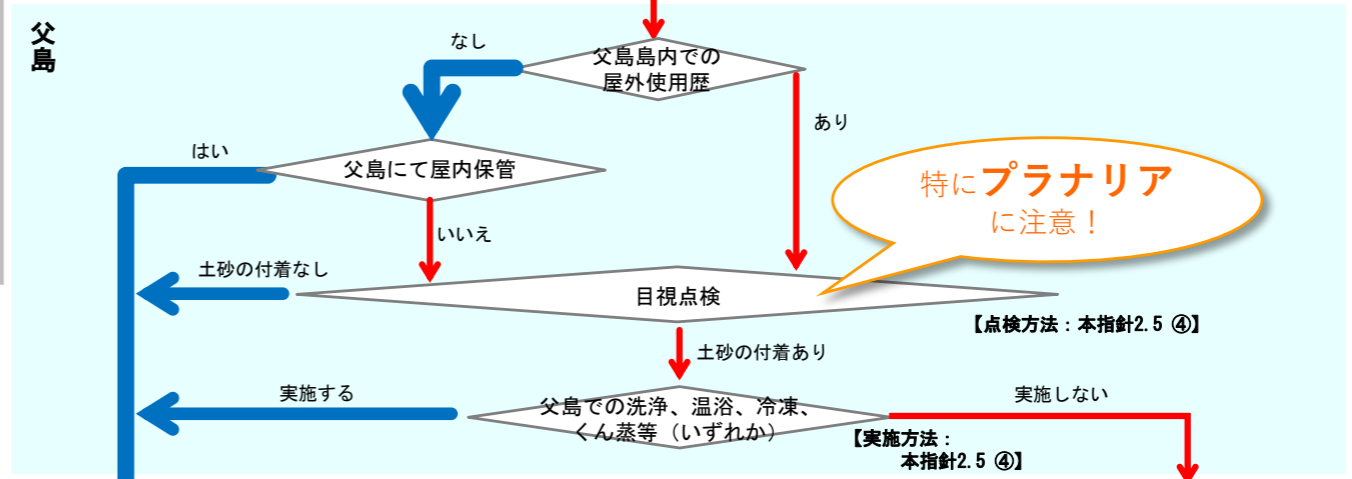 父島
父島島内での
屋外使用歴
なし
あり
父島にて屋内保管
はい
いいえ
特にプラナリア
に注意！
土砂の付着なし
目視点検
【点検方法：本指針2.5 ④】
土砂の付着あり
実施する
父島での洗浄、温浴、冷凍、
くん蒸等（いずれか）
実施しない
【実施方法：
本指針2.5 ④】